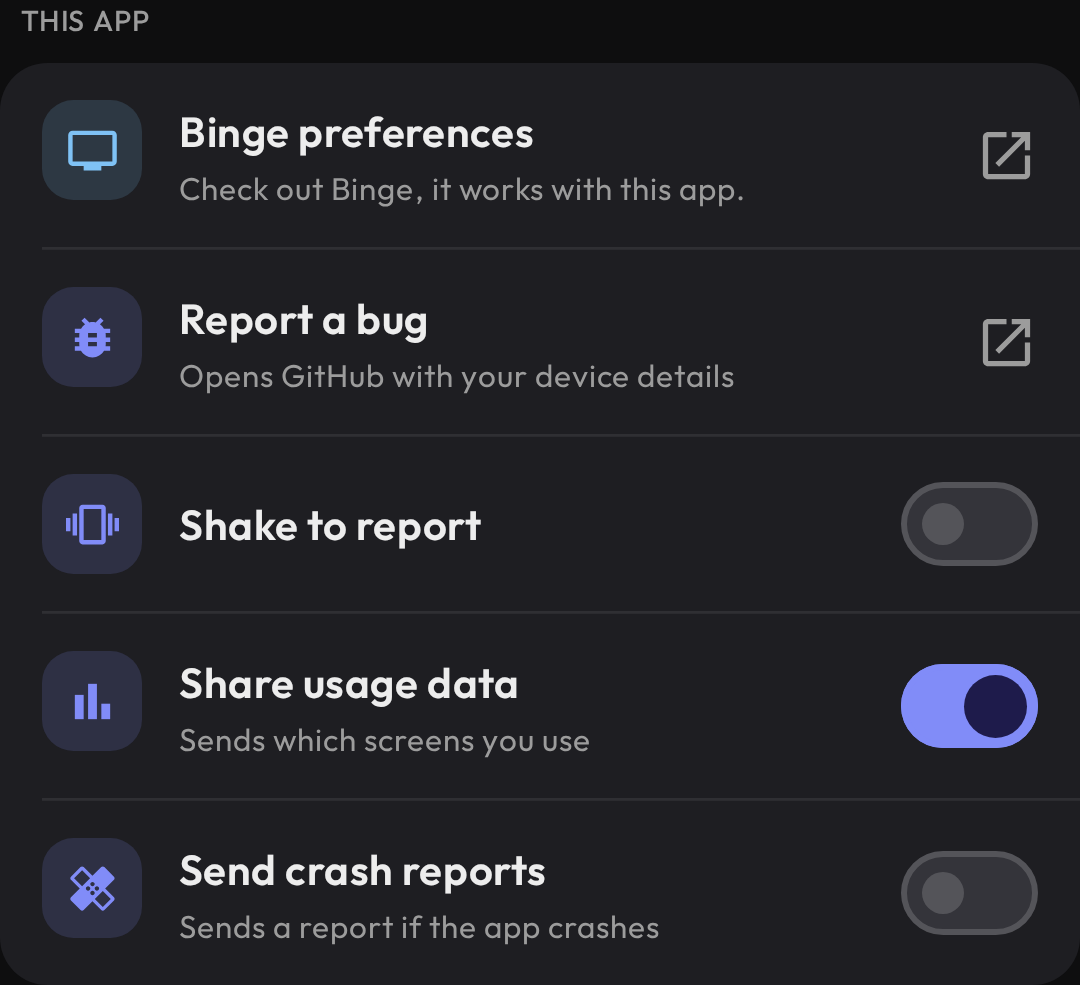 THIS APP
Binge preferences
Check out Binge, it works with this app.
Report a bug
Opens GitHub with your device details
Shake to report
Share usage data
Sends which screens you use
Send crash reports
Sends a report if the app crashes